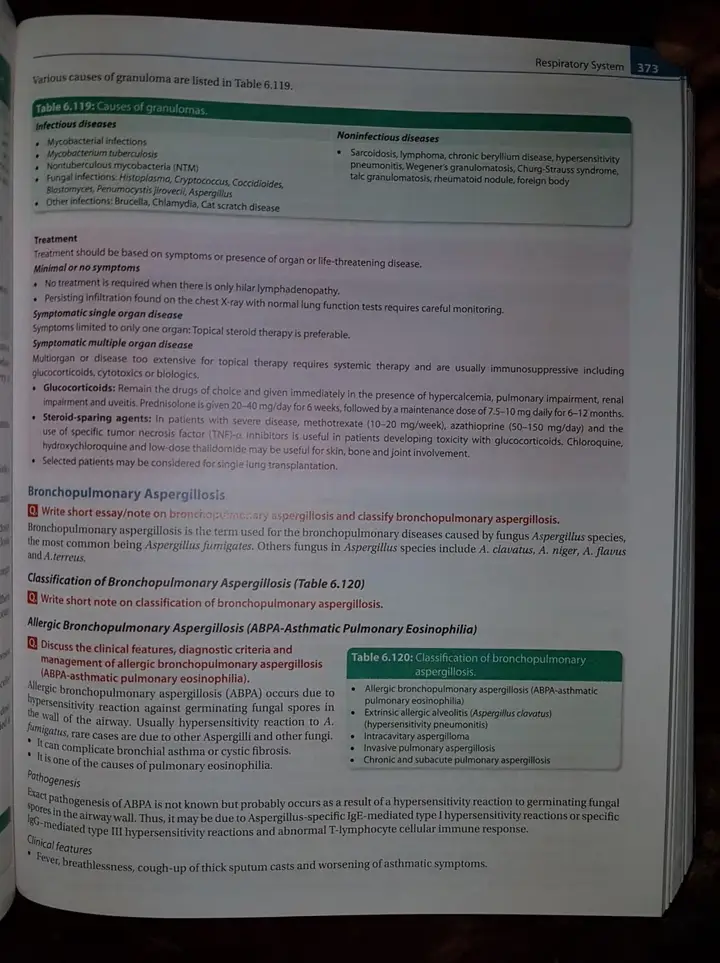 Respiratory System 373
Various causes of granuloma are listed in Table 6.119.
Table 6.119: Causes of granulomas.
Infectious diseases
• Mycobacterial infections
• Mycobacterium tuberculosis
• Nontuberculous mycobacteria (NTM)
• Fungal infections: Histoplasma, Cryptococcus, Coccidioides,
Blastomyces, Penumocystis jirovecii, Aspergillus
• Other infections: Brucella, Chlamydia, Cat scratch disease
Noninfectious diseases
• Sarcoidosis, lymphoma, chronic beryllium disease, hypersensitivity
pneumonitis, Wegener's granulomatosis, Churg-Strauss syndrome,
talc granulomatosis, rheumatoid nodule, foreign body
Treatment
Treatment should be based on symptoms or presence of organ or life-threatening disease.
Minimal or no symptoms
• No treatment is required when there is only hilar lymphadenopathy.
• Persisting infiltration found on the chest X-ray with normal lung function tests requires careful monitoring.
Symptomatic single organ disease
Symptoms limited to only one organ: Topical steroid therapy is preferable.
Symptomatic multiple organ disease
Multiorgan or disease too extensive for topical therapy requires systemic therapy and are usually immunosuppressive including
glucocorticoids, cytotoxics or biologics.
• Glucocorticoids: Remain the drugs of choice and given immediately in the presence of hypercalcemia, pulmonary impairment, renal
impairment and uveitis. Prednisolone is given 20–40 mg/day for 6 weeks, followed by a maintenance dose of 7.5–10 mg daily for 6–12 months.
• Steroid-sparing agents: In patients with severe disease, methotrexate (10–20 mg/week), azathioprine (50–150 mg/day) and the
use of specific tumor necrosis factor (TNF)-α inhibitors is useful in patients developing toxicity with glucocorticoids. Chloroquine,
hydroxychloroquine and low-dose thalidomide may be useful for skin, bone and joint involvement.
• Selected patients may be considered for single lung transplantation.
Bronchopulmonary Aspergillosis
Q. Write short essay/note on bronchopulmonary aspergillosis and classify bronchopulmonary aspergillosis.
Bronchopulmonary aspergillosis is the term used for the bronchopulmonary diseases caused by fungus Aspergillus species,
the most common being Aspergillus fumigates. Others fungus in Aspergillus species include A. clavatus, A. niger, A. flavus
and A.terreus.
Classification of Bronchopulmonary Aspergillosis (Table 6.120)
Q. Write short note on classification of bronchopulmonary aspergillosis.
Allergic Bronchopulmonary Aspergillosis (ABPA-Asthmatic Pulmonary Eosinophilia)
Q. Discuss the clinical features, diagnostic criteria and
management of allergic bronchopulmonary aspergillosis
(ABPA-asthmatic pulmonary eosinophilia).
Allergic bronchopulmonary aspergillosis (ABPA) occurs due to
hypersensitivity reaction against germinating fungal spores in
the wall of the airway. Usually hypersensitivity reaction to A.
fumigatus, rare cases are due to other Aspergilli and other fungi.
• It can complicate bronchial asthma or cystic fibrosis.
• It is one of the causes of pulmonary eosinophilia.
Table 6.120: Classification of bronchopulmonary
aspergillosis.
• Allergic bronchopulmonary aspergillosis (ABPA-asthmatic
pulmonary eosinophilia)
• Extrinsic allergic alveolitis (Aspergillus clavatus)
(hypersensitivity pneumonitis)
• Intracavitary aspergilloma
• Invasive pulmonary aspergillosis
• Chronic and subacute pulmonary aspergillosis
Pathogenesis
Exact pathogenesis of ABPA is not known but probably occurs as a result of a hypersensitivity reaction to germinating fungal
spores in the airway wall. Thus, it may be due to Aspergillus-specific IgE-mediated type I hypersensitivity reactions or specific
IgG-mediated type III hypersensitivity reactions and abnormal T-lymphocyte cellular immune response.
Clinical features
• Fever, breathlessness, cough-up of thick sputum casts and worsening of asthmatic symptoms.